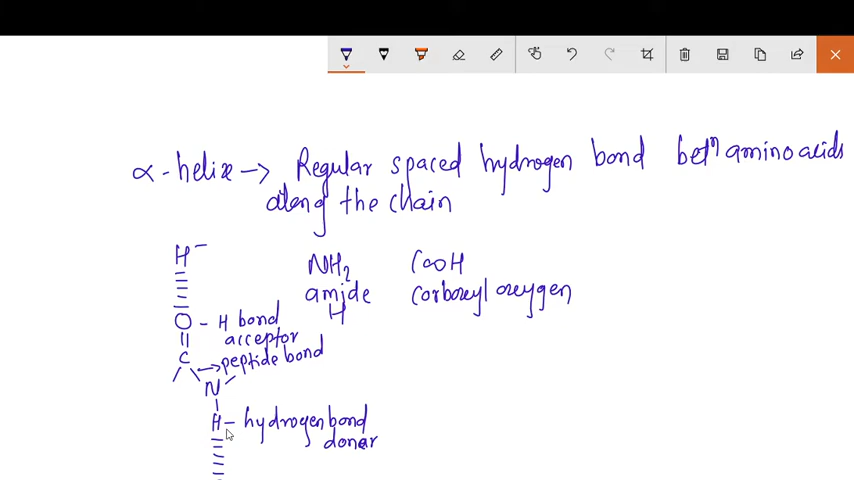 α-helix → Regular spaced hydrogen bond betⁿ amino acids
along the chain
H⁻
NH₂
COOH
amide
H
carboxyl oxygen
O - H bond
acceptor
C → peptide bond
N
H - hydrogen bond
donar